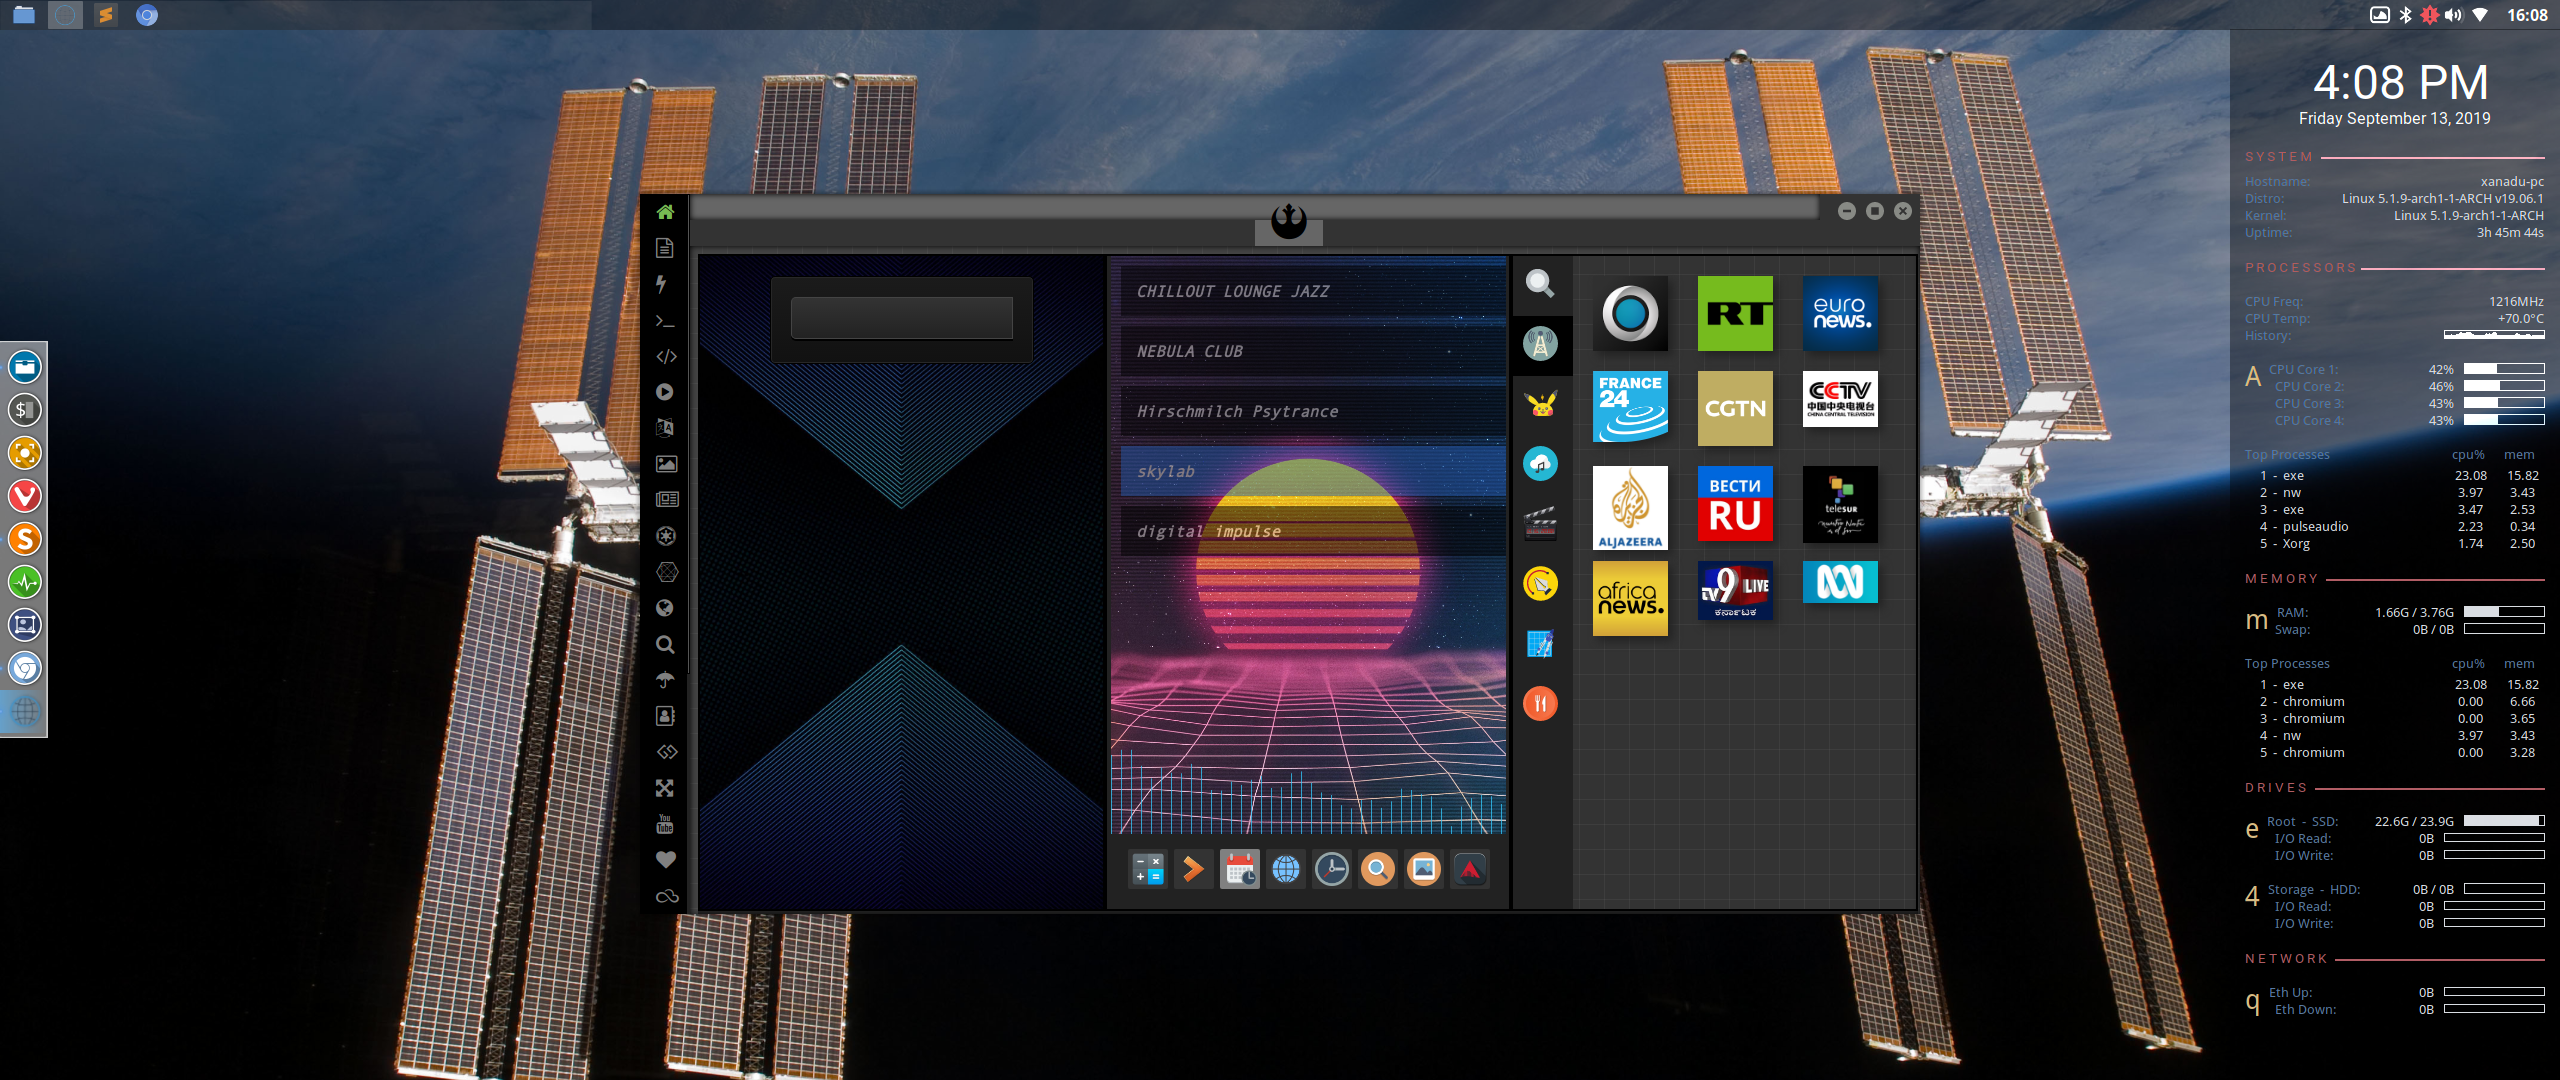 16:08
4:08 PM
Friday September 13, 2019
SYSTEM
Hostname: xanadu-pc
Distro: Linux 5.1.9-arch1-1-ARCH v19.06.1
Kernel: Linux 5.1.9-arch1-1-ARCH
Uptime: 3h 45m 44s
PROCESSORS
CPU Freq: 1216MHz
CPU Temp: +70.0°C
History:
A CPU Core 1: 42%
CPU Core 2: 46%
CPU Core 3: 43%
CPU Core 4: 43%
Top Processes cpu% mem
1 - exe 23.08 15.82
2 - nw 3.97 3.43
3 - exe 3.47 2.53
4 - pulseaudio 2.23 0.34
5 - Xorg 1.74 2.50
MEMORY
m RAM: 1.66G / 3.76G
Swap: 0B / 0B
Top Processes cpu% mem
1 - exe 23.08 15.82
2 - chromium 0.00 6.66
3 - chromium 0.00 3.65
4 - nw 3.97 3.43
5 - chromium 0.00 3.28
DRIVES
e Root - SSD: 22.6G / 23.9G
I/O Read: 0B
I/O Write: 0B
4 Storage - HDD: 0B / 0B
I/O Read: 0B
I/O Write: 0B
NETWORK
q Eth Up: 0B
Eth Down: 0B
CHILLOUT LOUNGE JAZZ
NEBULA CLUB
Hirschmilch Psytrance
skylab
digital impulse
RT
euro
news.
FRANCE
24
CGTN
CCTV
中国中央电视台
CHINA CENTRAL TELEVISION
ALJAZEERA
ВЕСТИ
RU
teleSUR
nuestro Norte
es el Sur
africa
news.
tv9 LIVE
ಕರ್ನಾಟಕ
You
Tube
$
S